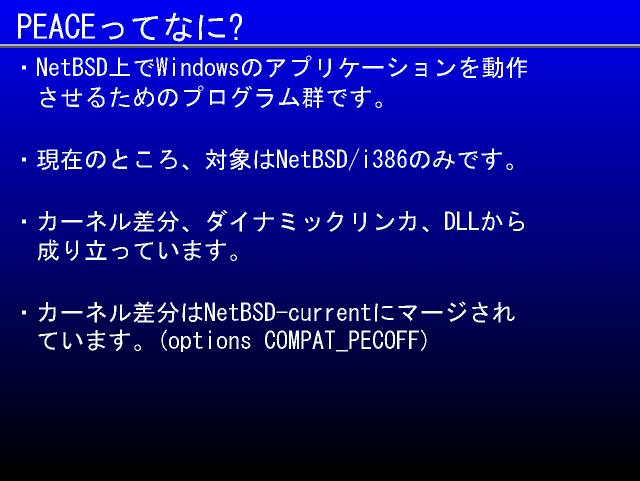 PEACEってなに?
・NetBSD上でWindowsのアプリケーションを動作
させるためのプログラム群です。
・現在のところ、対象はNetBSD/i386のみです。
・カーネル差分、ダイナミックリンカ、DLLから
成り立っています。
・カーネル差分はNetBSD-currentにマージされ
ています。(options COMPAT_PECOFF)